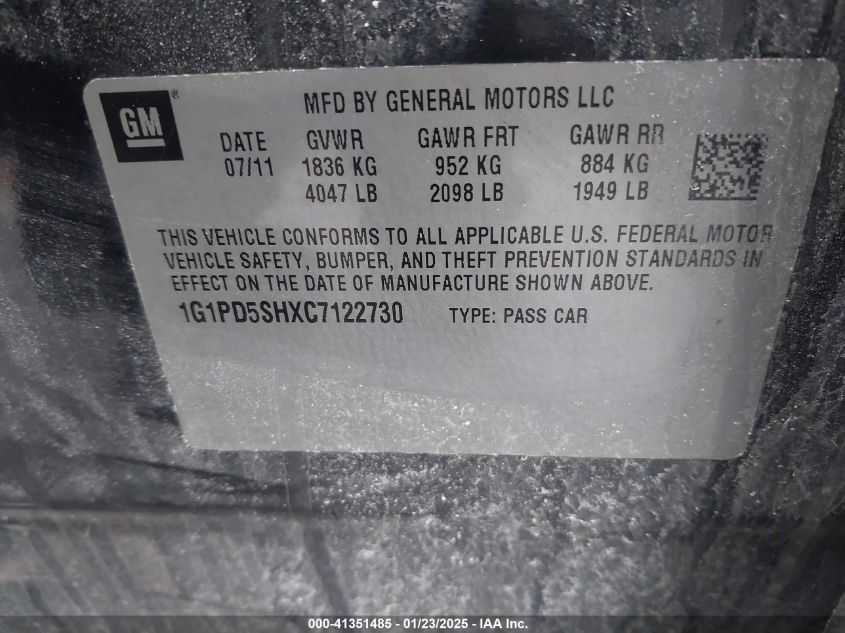 GM®
MFD BY GENERAL MOTORS LLC
DATE GVWR GAWR FRT GAWR RR
07/11 1836 KG 952 KG 884 KG
4047 LB 2098 LB 1949 LB
THIS VEHICLE CONFORMS TO ALL APPLICABLE U.S. FEDERAL MOTOR
VEHICLE SAFETY, BUMPER, AND THEFT PREVENTION STANDARDS IN
EFFECT ON THE DATE OF MANUFACTURE SHOWN ABOVE.
1G1PD5SHXC7122730 TYPE: PASS CAR
000-41351485 - 01/23/2025 - IAA Inc.